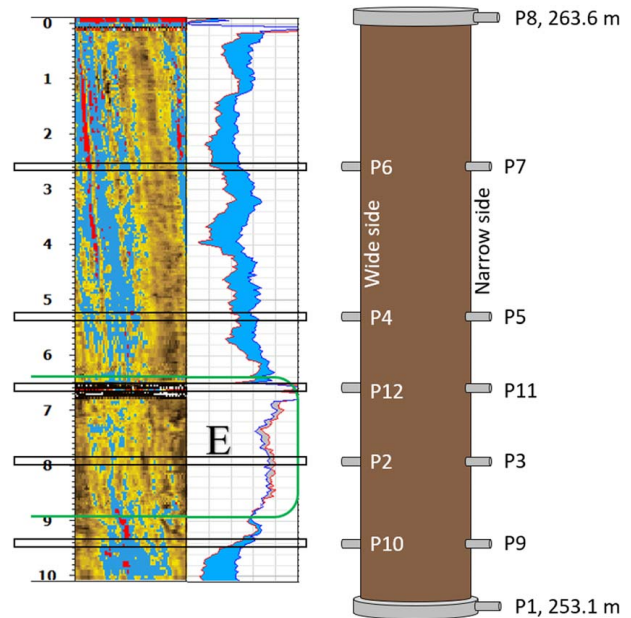 0
1
2
3
4
5
6
7
8
9
10
E
P8, 263.6 m
P6
P7
Wide side
Narrow side
P4
P5
P12
P11
P2
P3
P10
P9
P1, 253.1 m